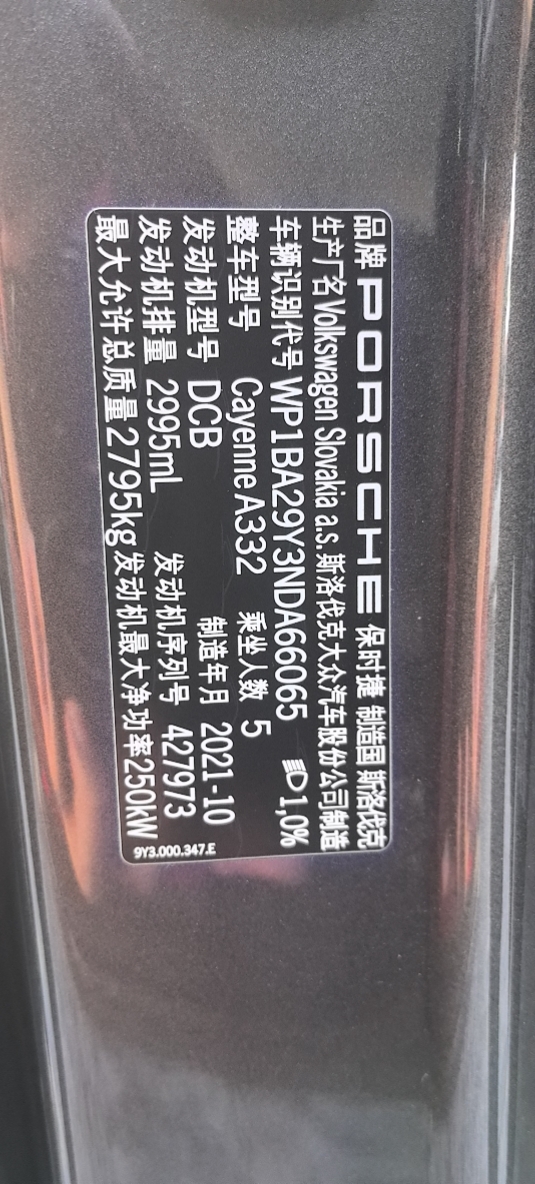 品牌 PORSCHE 保时捷 制造国 斯洛伐克
生产厂名 Volkswagen Slovakia a.s. 斯洛伐克大众汽车股份公司制造
车辆识别代号 WP1BA29Y3NDA66065 1,0%
整车型号 Cayenne A332 乘坐人数 5
发动机型号 DCB 制造年月 2021-10
发动机排量 2995mL 发动机序列号 427973
最大允许总质量 2795kg 发动机最大净功率 250kW
9Y3.000.347.E